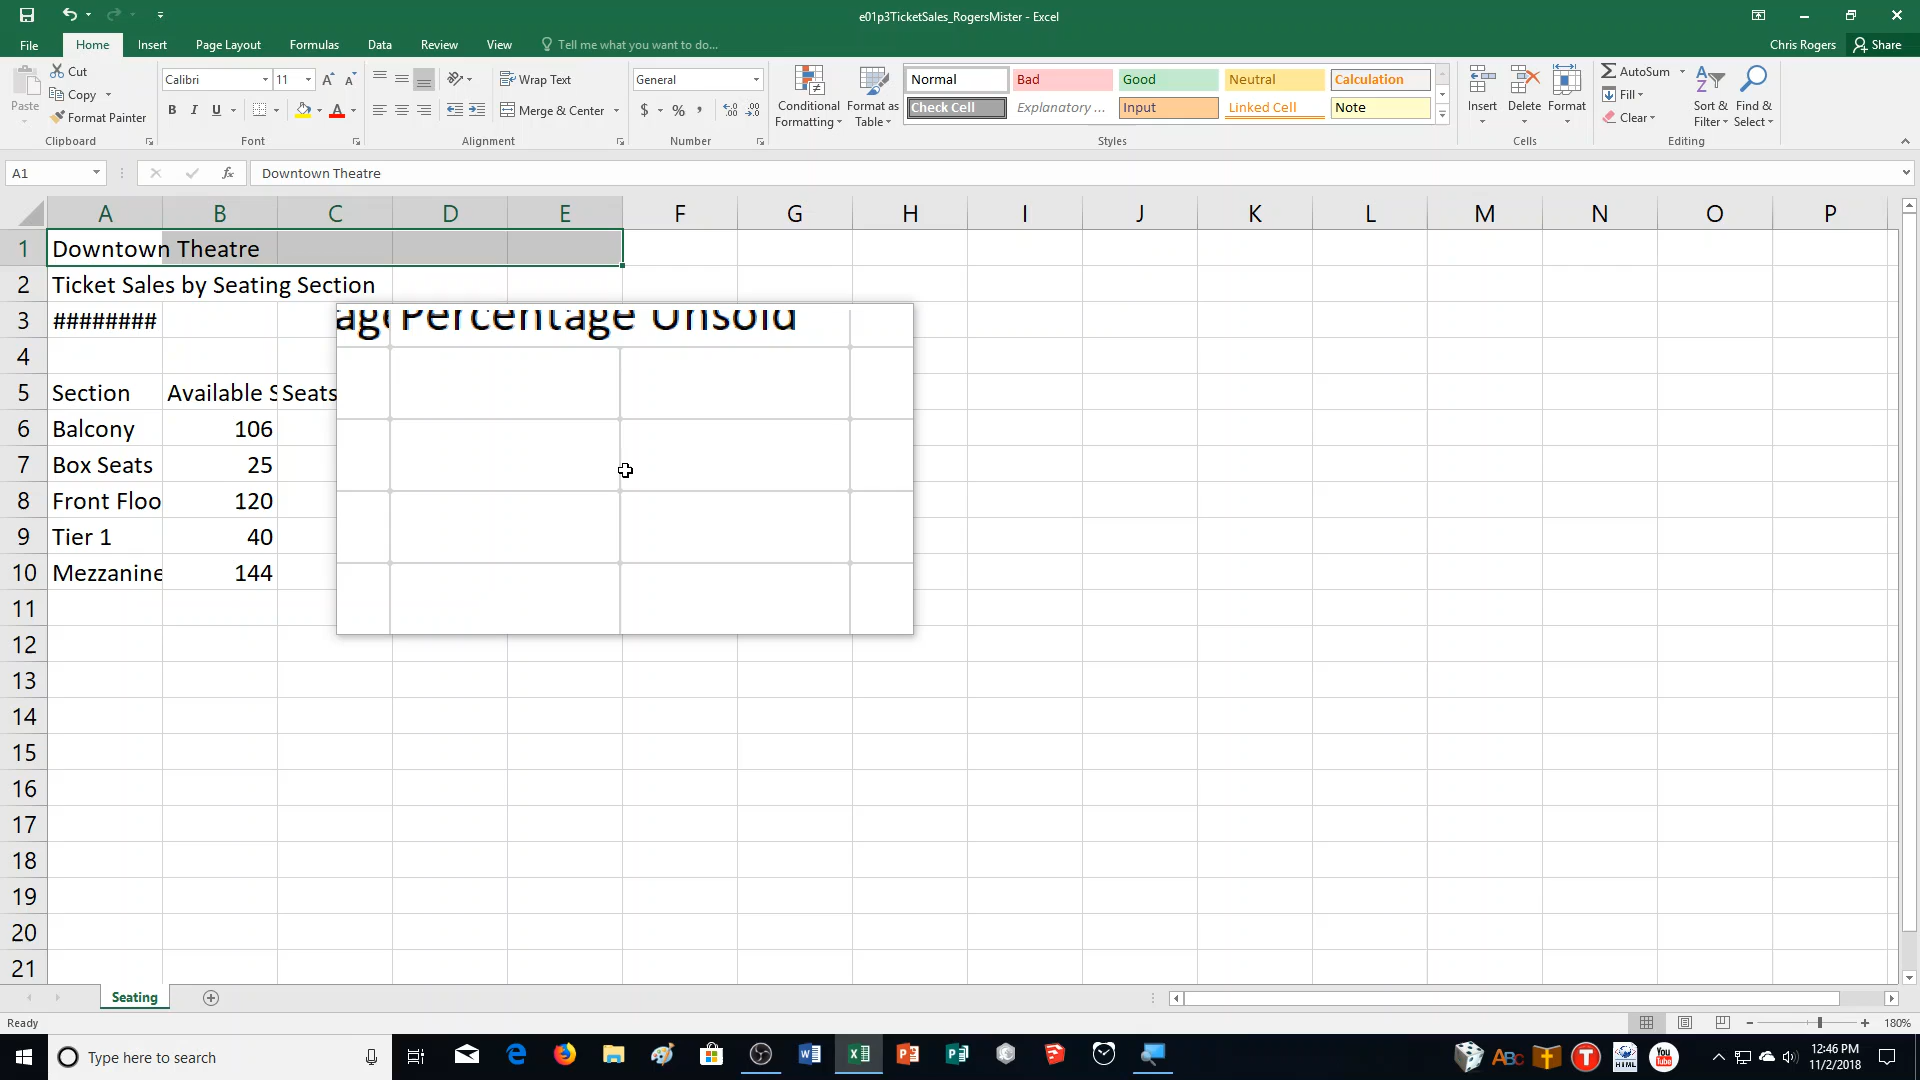 e01p3TicketSales_RogersMister - Excel
File Home Insert Page Layout Formulas Data Review View Tell me what you want to do... Chris Rogers Share
Paste
Cut
Copy
Format Painter
Clipboard
Calibri 11
B I U
Font
Wrap Text
Merge & Center
Alignment
General
$ % ,
Number
Conditional Formatting
Format as Table
Normal Bad Good Neutral Calculation
Check Cell Explanatory ... Input Linked Cell Note
Styles
Insert Delete Format
Cells
AutoSum
Fill
Clear
Sort & Filter
Find & Select
Editing
A1 fx Downtown Theatre
A B C D E F G H I J K L M N O P
1 Downtown Theatre
2 Ticket Sales by Seating Section
3 ########
age Percentage Unsold
4
5 Section Available S Seats
6 Balcony 106
7 Box Seats 25
8 Front Floo 120
9 Tier 1 40
10 Mezzanine 144
11
12
13
14
15
16
17
18
19
20
21
Seating
Ready 180%
Type here to search
12:46 PM
11/2/2018